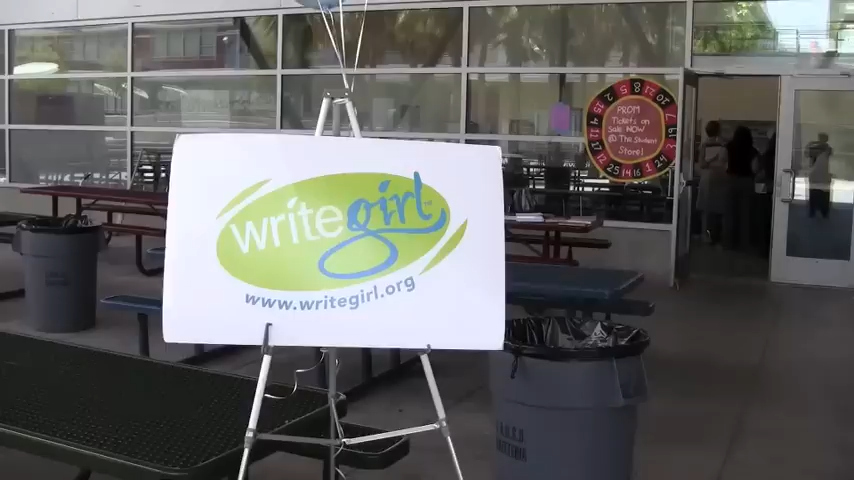 writegirl
www.writegirl.org
PROM
Tickets on
Sale NOW
@ The Student
Store!